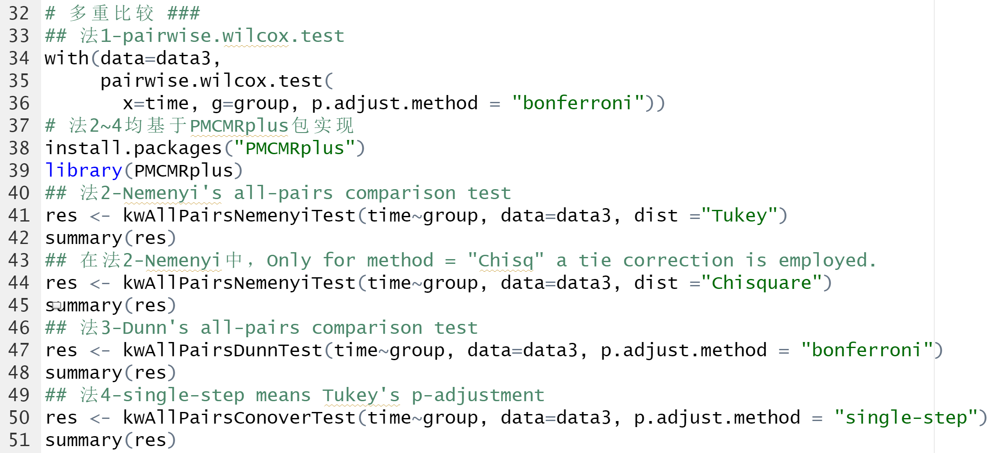 32 # 多重比较 ###
33 ## 法1-pairwise.wilcox.test
34 with(data=data3,
35      pairwise.wilcox.test(
36        x=time, g=group, p.adjust.method = "bonferroni"))
37 # 法2~4均基于PMCMRplus包实现
38 install.packages("PMCMRplus")
39 library(PMCMRplus)
40 ## 法2-Nemenyi's all-pairs comparison test
41 res <- kwAllPairsNemenyiTest(time~group, data=data3, dist ="Tukey")
42 summary(res)
43 ## 在法2-Nemenyi中，Only for method = "Chisq" a tie correction is employed.
44 res <- kwAllPairsNemenyiTest(time~group, data=data3, dist ="Chisquare")
45 summary(res)
46 ## 法3-Dunn's all-pairs comparison test
47 res <- kwAllPairsDunnTest(time~group, data=data3, p.adjust.method = "bonferroni")
48 summary(res)
49 ## 法4-single-step means Tukey's p-adjustment
50 res <- kwAllPairsConoverTest(time~group, data=data3, p.adjust.method = "single-step")
51 summary(res)